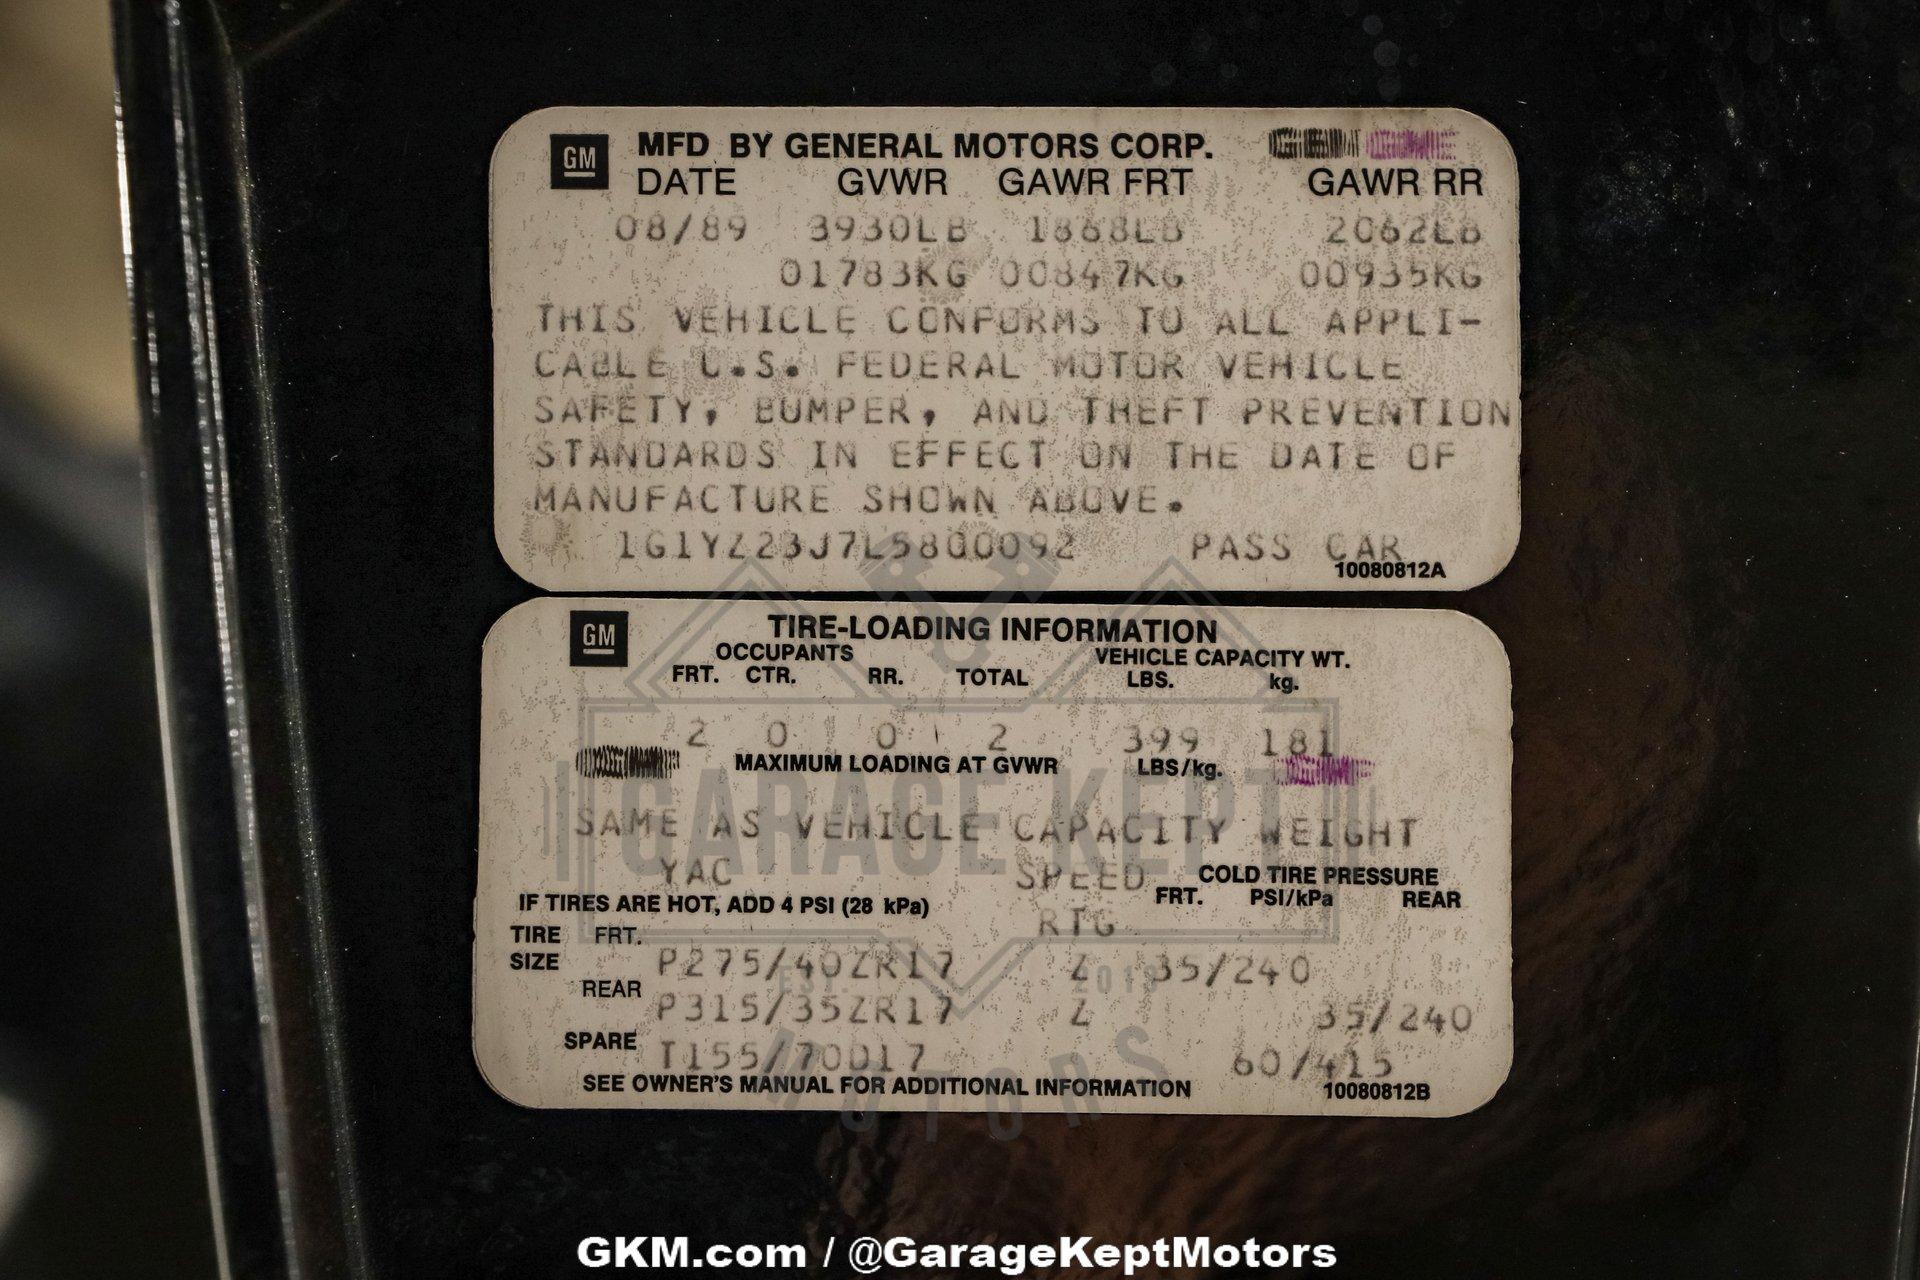 GM MFD BY GENERAL MOTORS CORP.
DATE GVWR GAWR FRT GAWR RR
08/89 3930LB 1868LB 2062LB
01783KG 00847KG 00935KG
THIS VEHICLE CONFORMS TO ALL APPLI-
CABLE U.S. FEDERAL MOTOR VEHICLE
SAFETY, BUMPER, AND THEFT PREVENTION
STANDARDS IN EFFECT ON THE DATE OF
MANUFACTURE SHOWN ABOVE.
1G1YZ23J7L5800092 PASS CAR
10080812A
GM TIRE-LOADING INFORMATION
OCCUPANTS VEHICLE CAPACITY WT.
FRT. CTR. RR. TOTAL LBS. kg.
2 0 0 2 399 181
MAXIMUM LOADING AT GVWR LBS/kg.
GARAGE KEPT
SAME AS VEHICLE CAPACITY WEIGHT
YAC SPEED COLD TIRE PRESSURE
FRT. PSI/kPa REAR
IF TIRES ARE HOT, ADD 4 PSI (28 kPa)
RTG
TIRE SIZE FRT. P275/40ZR17 Z 35/240
EST. 2013
REAR P315/35ZR17 Z 35/240
SPARE T155/70D17 60/415
MOTORS
SEE OWNER'S MANUAL FOR ADDITIONAL INFORMATION 10080812B
GKM.com / @GarageKeptMotors